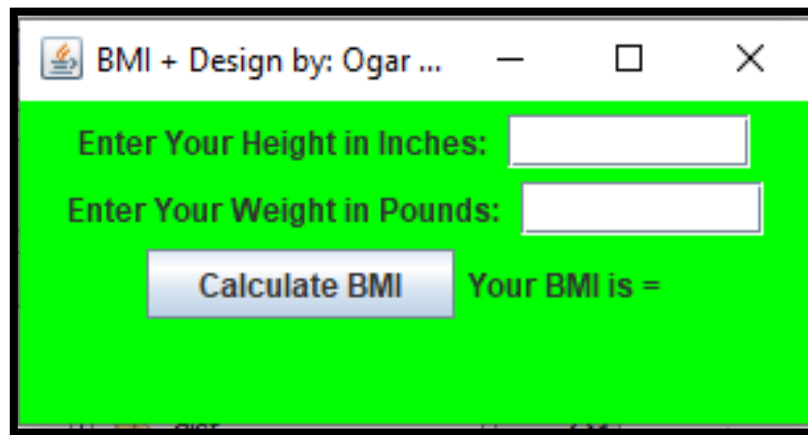 BMI + Design by: Ogar ...
Enter Your Height in Inches:
Enter Your Weight in Pounds:
Calculate BMI Your BMI is =